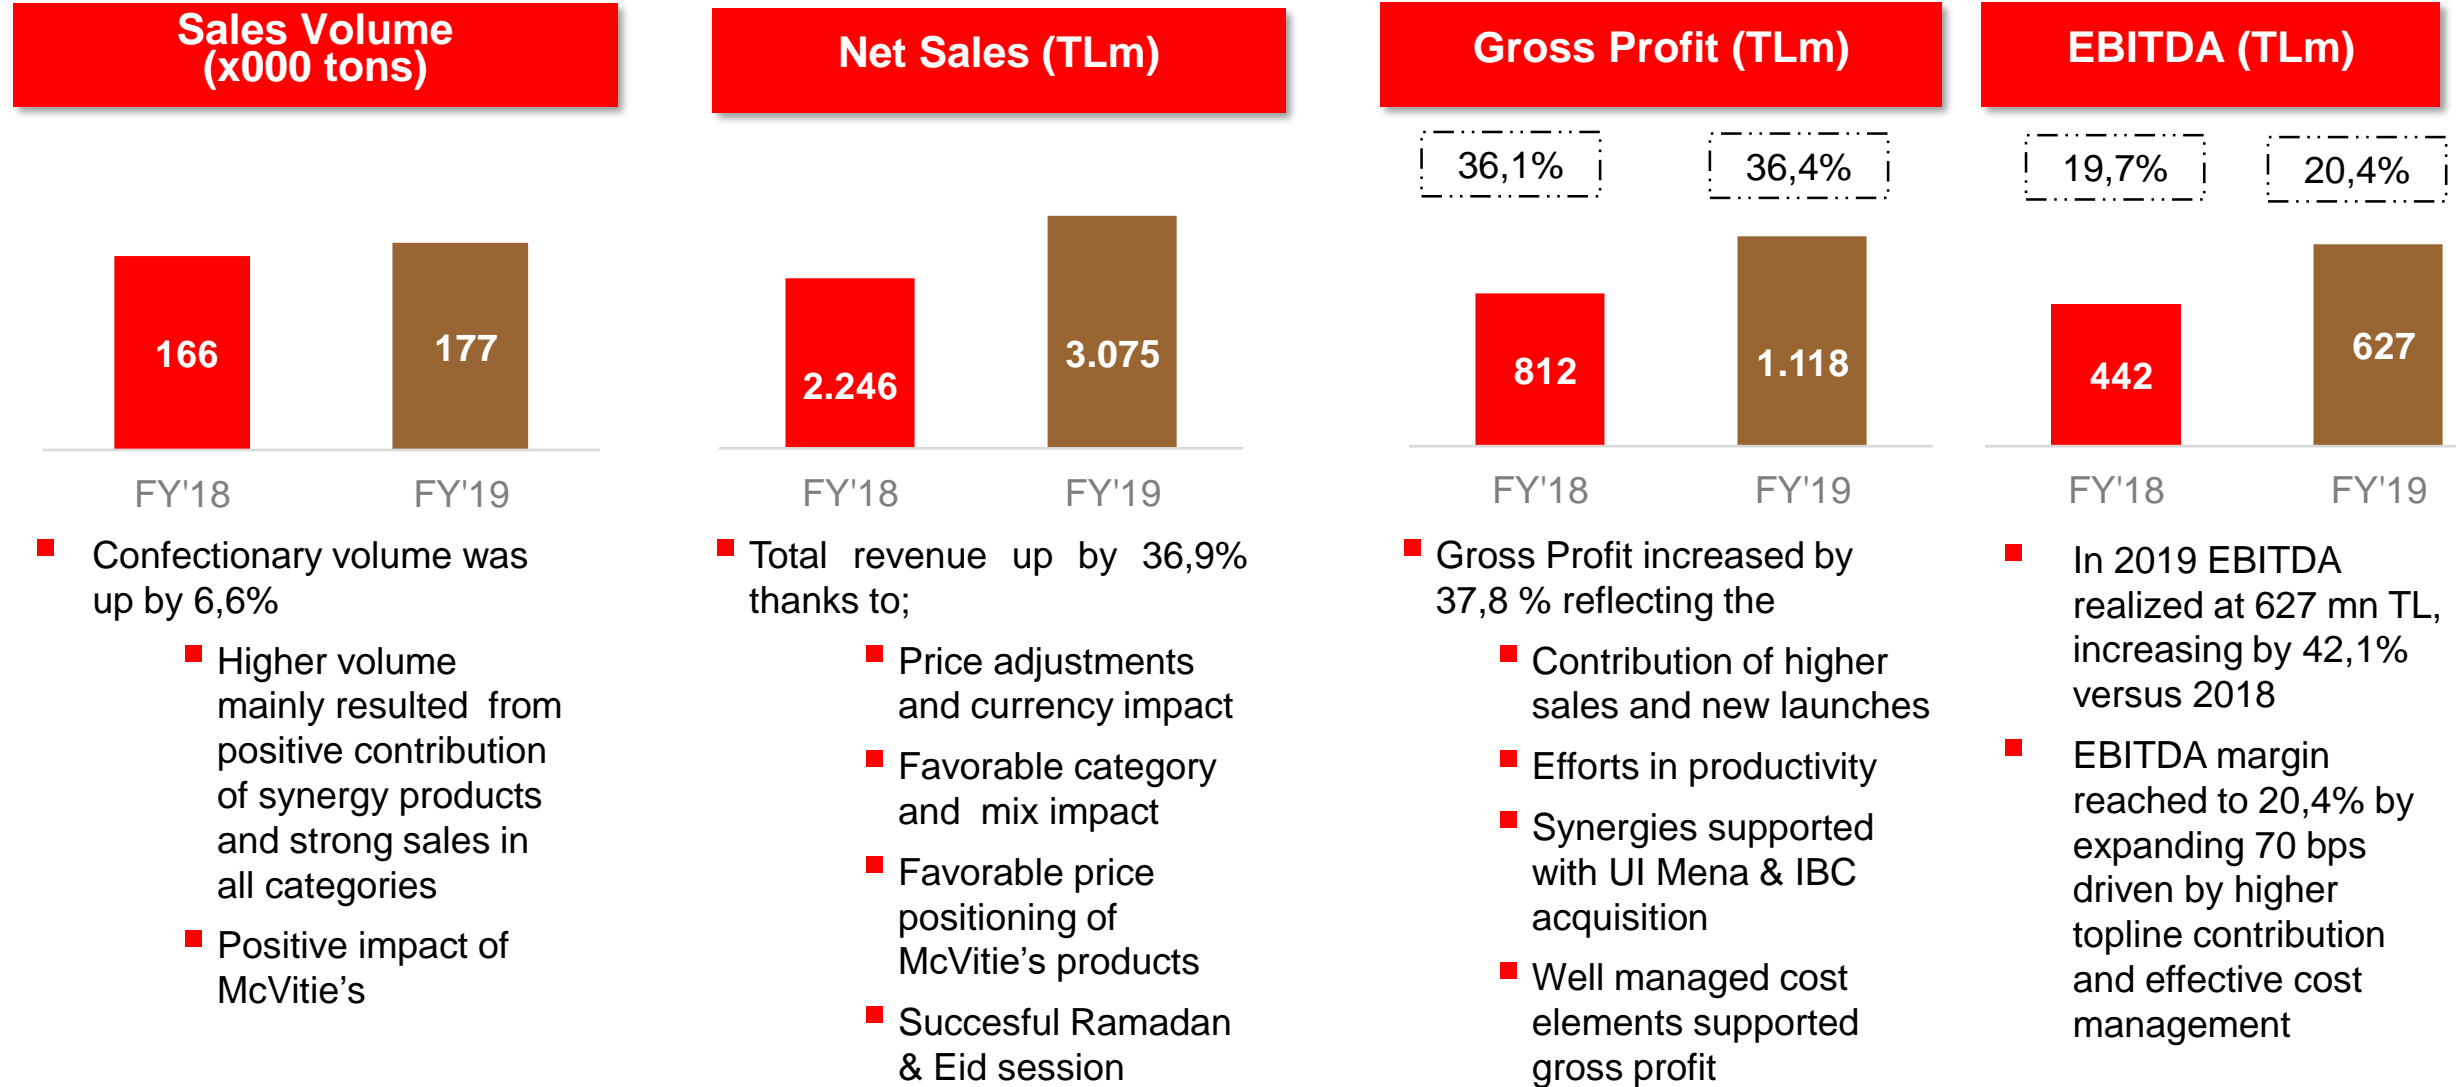 Sales Volume
(x000 tons)
166
177
FY'18
FY'19
Confectionary volume was
up by 6,6%
Higher volume
mainly resulted from
positive contribution
of synergy products
and strong sales in
all categories
Positive impact of
McVitie’s
Net Sales (TLm)
2.246
3.075
FY'18
FY'19
Total revenue up by 36,9%
thanks to;
Price adjustments
and currency impact
Favorable category
and mix impact
Favorable price
positioning of
McVitie’s products
Succesful Ramadan
& Eid session
Gross Profit (TLm)
36,1%
36,4%
812
1.118
FY'18
FY'19
Gross Profit increased by
37,8 % reflecting the
Contribution of higher
sales and new launches
Efforts in productivity
Synergies supported
with UI Mena & IBC
acquisition
Well managed cost
elements supported
gross profit
EBITDA (TLm)
19,7%
20,4%
442
627
FY'18
FY'19
In 2019 EBITDA
realized at 627 mn TL,
increasing by 42,1%
versus 2018
EBITDA margin
reached to 20,4% by
expanding 70 bps
driven by higher
topline contribution
and effective cost
management